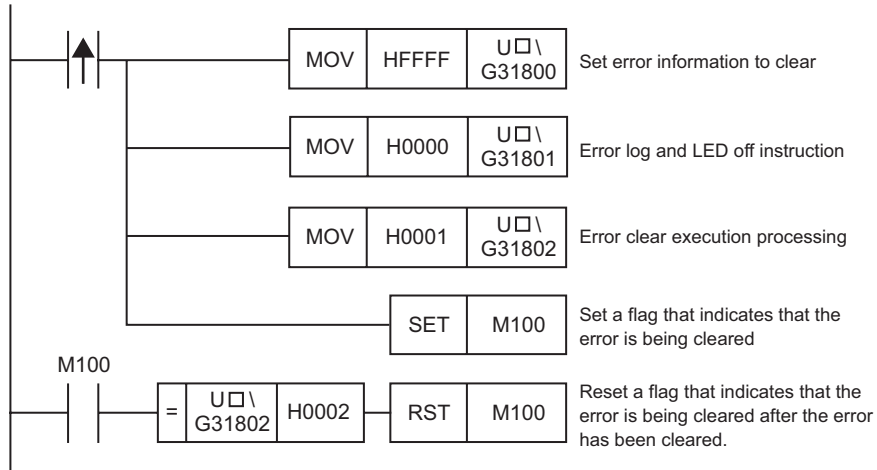 MOV HFFFF U□\
G31800
Set error information to clear
MOV H0000 U□\
G31801
Error log and LED off instruction
MOV H0001 U□\
G31802
Error clear execution processing
SET M100
Set a flag that indicates that the
error is being cleared
M100
= U□\
G31802
H0002
RST M100
Reset a flag that indicates that the
error is being cleared after the error
has been cleared.